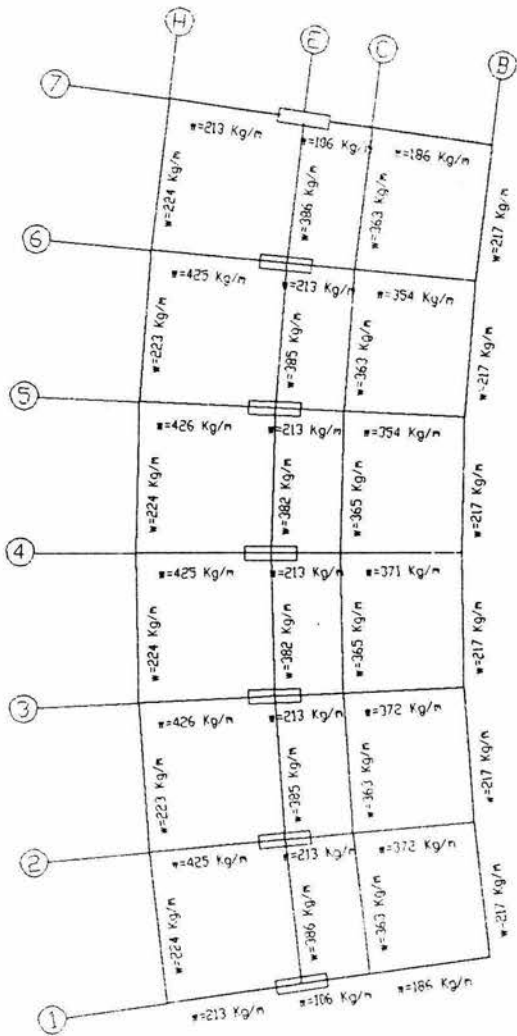 H
E
C
B
7
w=213 Kg/m
w=106 Kg/m
w=186 Kg/m
w=224 Kg/m
w=386 Kg/m
w=363 Kg/m
w=217 Kg/m
6
w=425 Kg/m
w=213 Kg/m
w=354 Kg/m
w=223 Kg/m
w=385 Kg/m
w=363 Kg/m
w=217 Kg/m
5
w=426 Kg/m
w=213 Kg/m
w=354 Kg/m
w=224 Kg/m
w=382 Kg/m
w=365 Kg/m
w=217 Kg/m
4
w=425 Kg/m
w=213 Kg/m
w=371 Kg/m
w=224 Kg/m
w=382 Kg/m
w=365 Kg/m
w=217 Kg/m
3
w=426 Kg/m
w=213 Kg/m
w=372 Kg/m
w=223 Kg/m
w=385 Kg/m
w=363 Kg/m
w=217 Kg/m
2
w=425 Kg/m
w=213 Kg/m
w=372 Kg/m
w=224 Kg/m
w=386 Kg/m
w=363 Kg/m
w=217 Kg/m
1
w=213 Kg/m
w=106 Kg/m
w=186 Kg/m